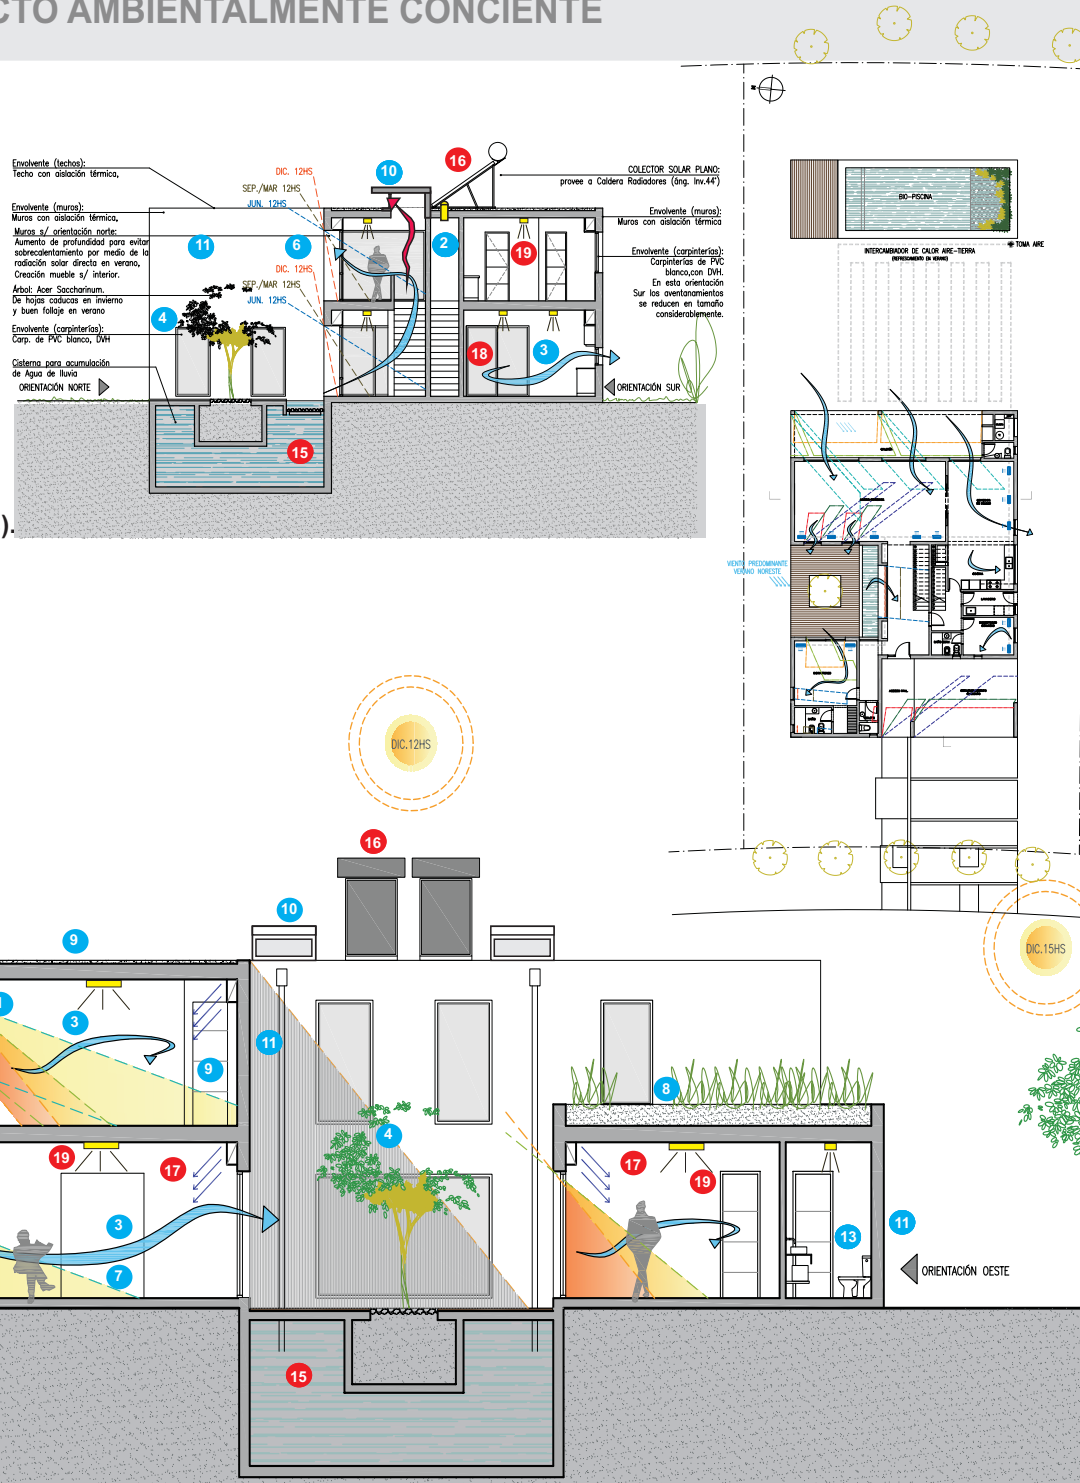 CTO AMBIENTALMENTE CONCIENTE
Envolvente (techos):
Techo con aislación térmica,
Envolvente (muros):
Muros con aislación térmica,
Muros s/ orientación norte:
Aumento de profundidad para evitar
sobrecalentamiento por medio de la
radiación solar directa en verano,
Creación mueble s/ interior.
Árbol: Acer Saccharinum.
De hojas caducas en invierno
y buen follaje en verano
Envolvente (carpinterías):
Carp. de PVC blanco, DVH
Cisterna para acumulación
de Agua de lluvia
ORIENTACIÓN NORTE
DIC. 12HS
SEP./MAR 12HS
JUN. 12HS
DIC. 12HS
SEP./MAR 12HS
JUN. 12HS
10
16
11
6
2
19
4
18
3
15
COLECTOR SOLAR PLANO:
provee a Caldera Radiadores (áng. Inv.44°)
Envolvente (muros):
Muros con aislación térmica
Envolvente (carpinterías):
Carpinterías de PVC
blanco,con DVH.
En esta orientación
Sur los aventanamientos
se reducen en tamaño
considerablemente.
ORIENTACIÓN SUR
).
BIO-PISCINA
TOMA AIRE
INTERCAMBIADOR DE CALOR AIRE-TIERRA
(REFRESCAMIENTO EN VERANO)
VIENTO PREDOMINANTE
VERANO NORESTE
COCINA
LAVADERO
DIC.12HS
16
10
9
DIC.15HS
3
11
9
8
4
19
17
17
19
3
7
13
11
ORIENTACIÓN OESTE
15